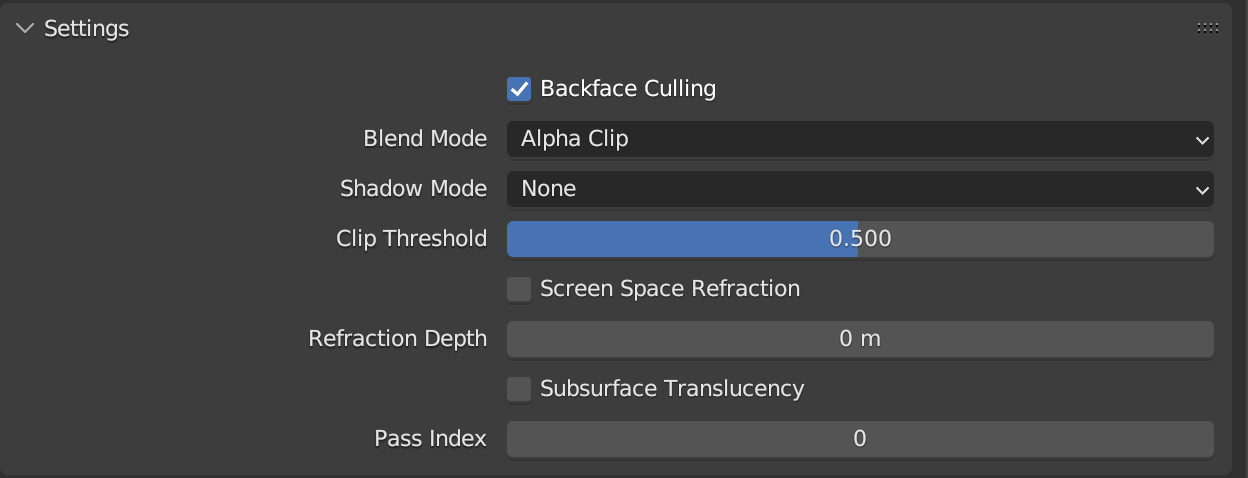 Settings
Backface Culling
Blend Mode Alpha Clip
Shadow Mode None
Clip Threshold 0.500
Screen Space Refraction
Refraction Depth 0 m
Subsurface Translucency
Pass Index 0